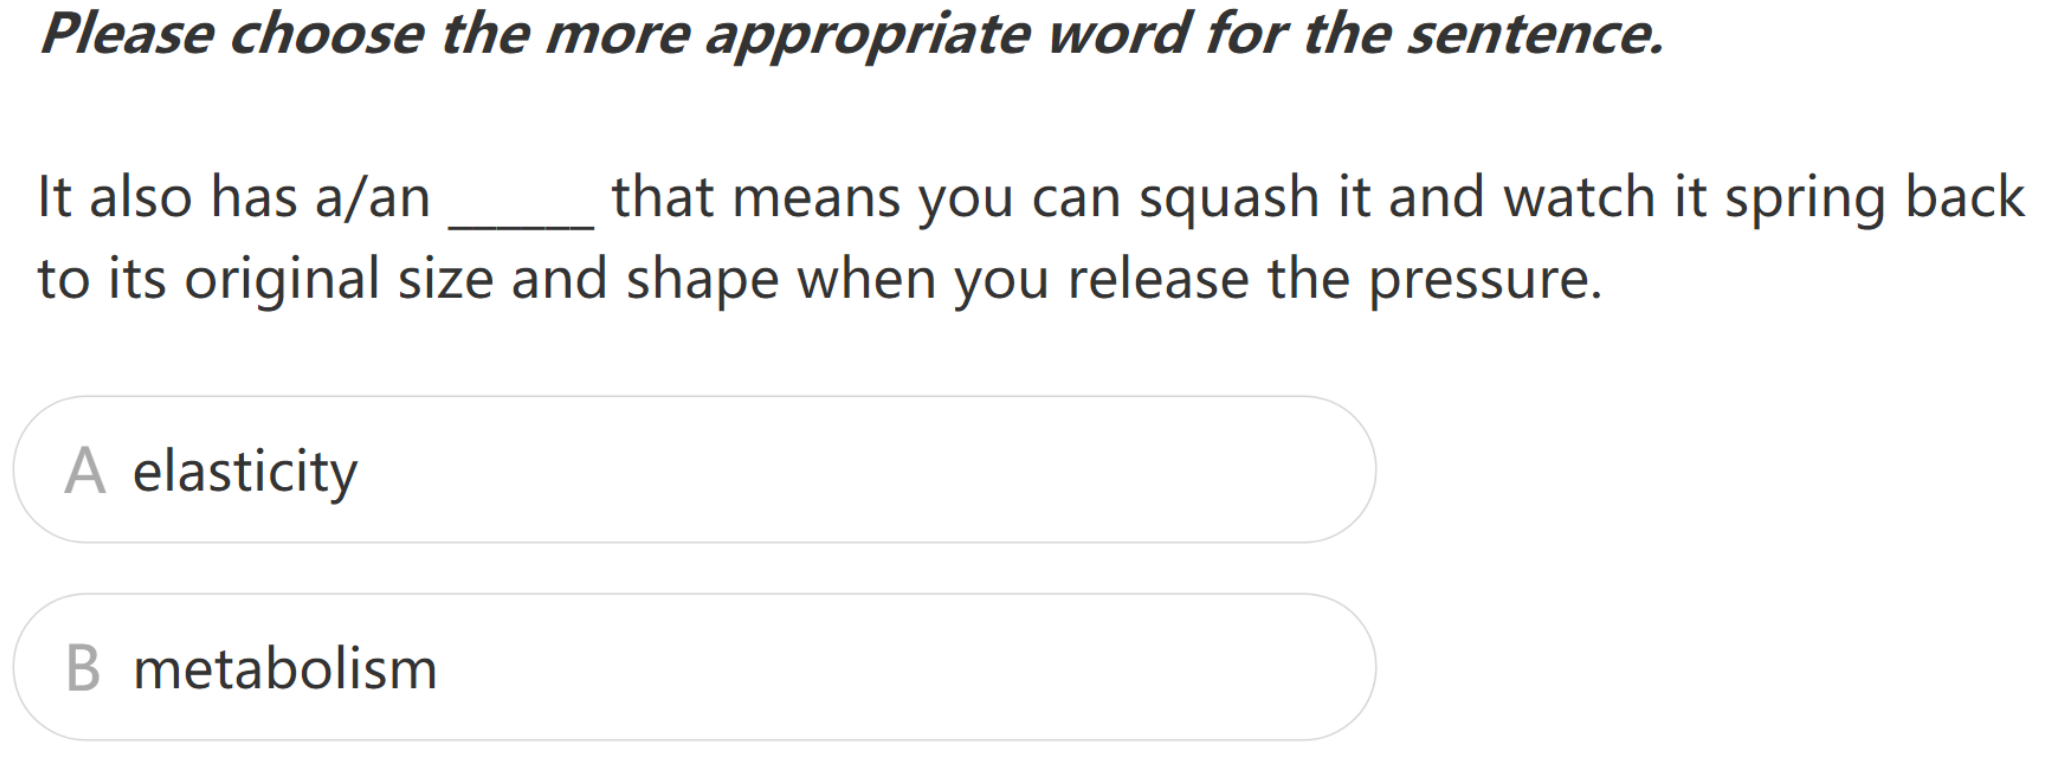 Please choose the more appropriate word for the sentence.
It also has a/an ______ that means you can squash it and watch it spring back
to its original size and shape when you release the pressure.
A elasticity
B metabolism